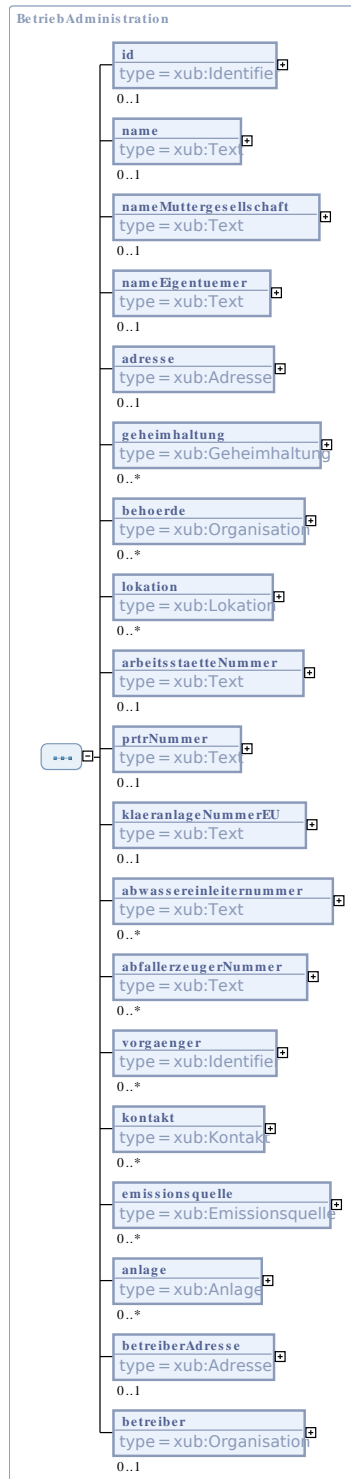 BetriebAdministration
id
type = xub:Identifier
0..1
name
type = xub:Text
0..1
nameMuttergesellschaft
type = xub:Text
0..1
nameEigentuemer
type = xub:Text
0..1
adresse
type = xub:Adresse
0..1
geheimhaltung
type = xub:Geheimhaltung
0..*
behoerde
type = xub:Organisation
0..*
lokation
type = xub:Lokation
0..*
arbeitsstaetteNummer
type = xub:Text
0..1
prtrNummer
type = xub:Text
0..1
klaeranlageNummerEU
type = xub:Text
0..1
abwassereinleiternummer
type = xub:Text
0..*
abfallerzeugerNummer
type = xub:Text
0..*
vorgaenger
type = xub:Identifier
0..*
kontakt
type = xub:Kontakt
0..*
emissionsquelle
type = xub:Emissionsquelle
0..*
anlage
type = xub:Anlage
0..*
betreiberAdresse
type = xub:Adresse
0..1
betreiber
type = xub:Organisation
0..1